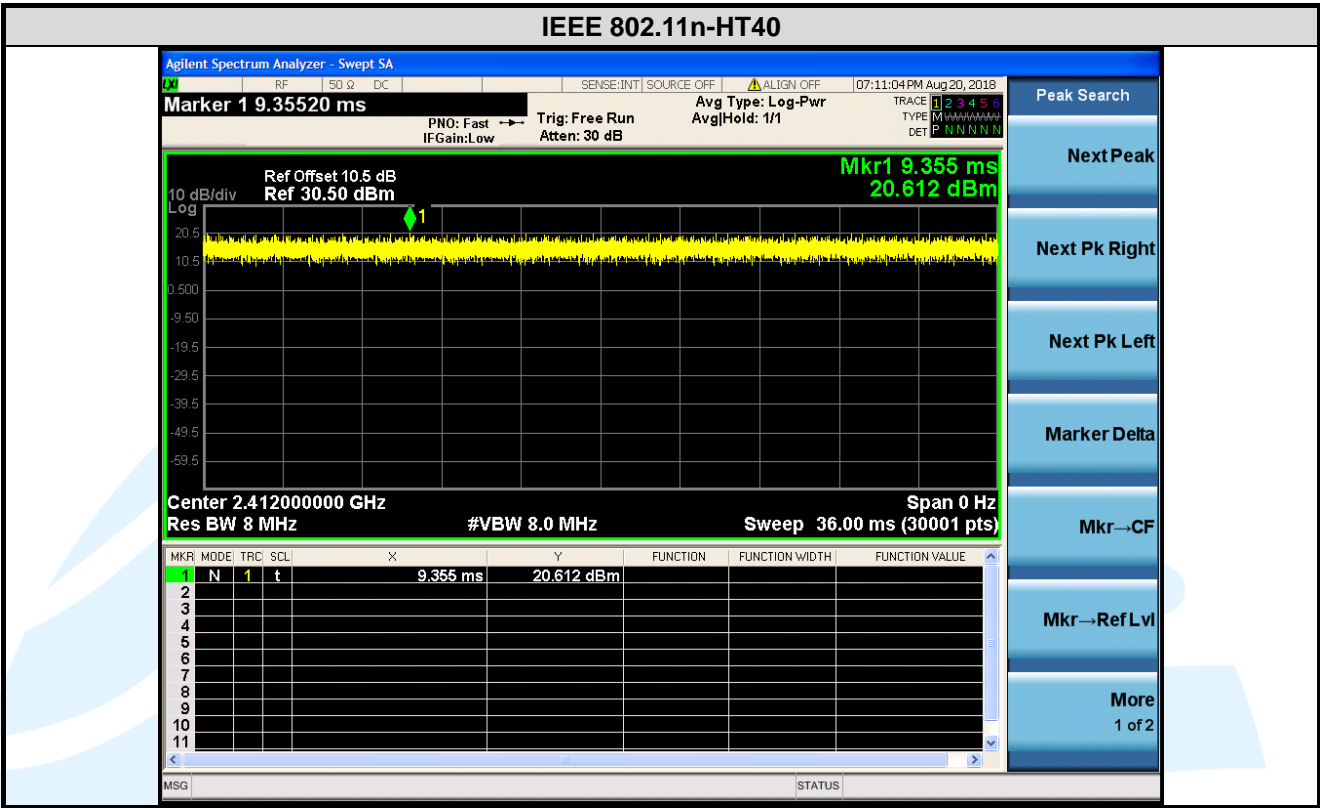 IEEE 802.11n-HT40
Agilent Spectrum Analyzer - Swept SA
LXI RF 50 Ω DC SENSE:INT SOURCE OFF ALIGN OFF 07:11:04 PM Aug 20, 2018
Marker 1 9.35520 ms
PNO: Fast
IFGain:Low
Trig: Free Run
Atten: 30 dB
Avg Type: Log-Pwr
Avg|Hold: 1/1
TRACE 1 2 3 4 5 6
TYPE M
DET P N N N N N
Peak Search
Next Peak
Next Pk Right
Next Pk Left
Marker Delta
Mkr→CF
Mkr→Ref Lvl
More
1 of 2
Mkr1 9.355 ms
20.612 dBm
Ref Offset 10.5 dB
10 dB/div Ref 30.50 dBm
Log
1
20.5
10.5
0.500
-9.50
-19.5
-29.5
-39.5
-49.5
-59.5
Center 2.412000000 GHz Span 0 Hz
Res BW 8 MHz #VBW 8.0 MHz Sweep 36.00 ms (30001 pts)
MKR MODE TRC SCL X Y FUNCTION FUNCTION WIDTH FUNCTION VALUE
1 N 1 t 9.355 ms 20.612 dBm
2
3
4
5
6
7
8
9
10
11
MSG STATUS